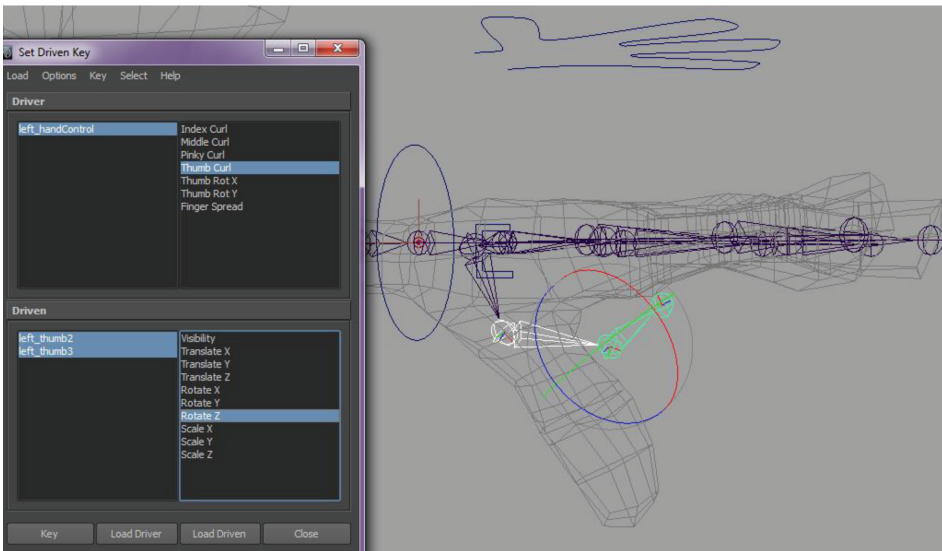 Set Driven Key
Load Options Key Select Help
Driver
left_handControl
Index Curl
Middle Curl
Pinky Curl
Thumb Curl
Thumb Rot X
Thumb Rot Y
Finger Spread
Driven
left_thumb2
left_thumb3
Visibility
Translate X
Translate Y
Translate Z
Rotate X
Rotate Y
Rotate Z
Scale X
Scale Y
Scale Z
Key Load Driver Load Driven Close